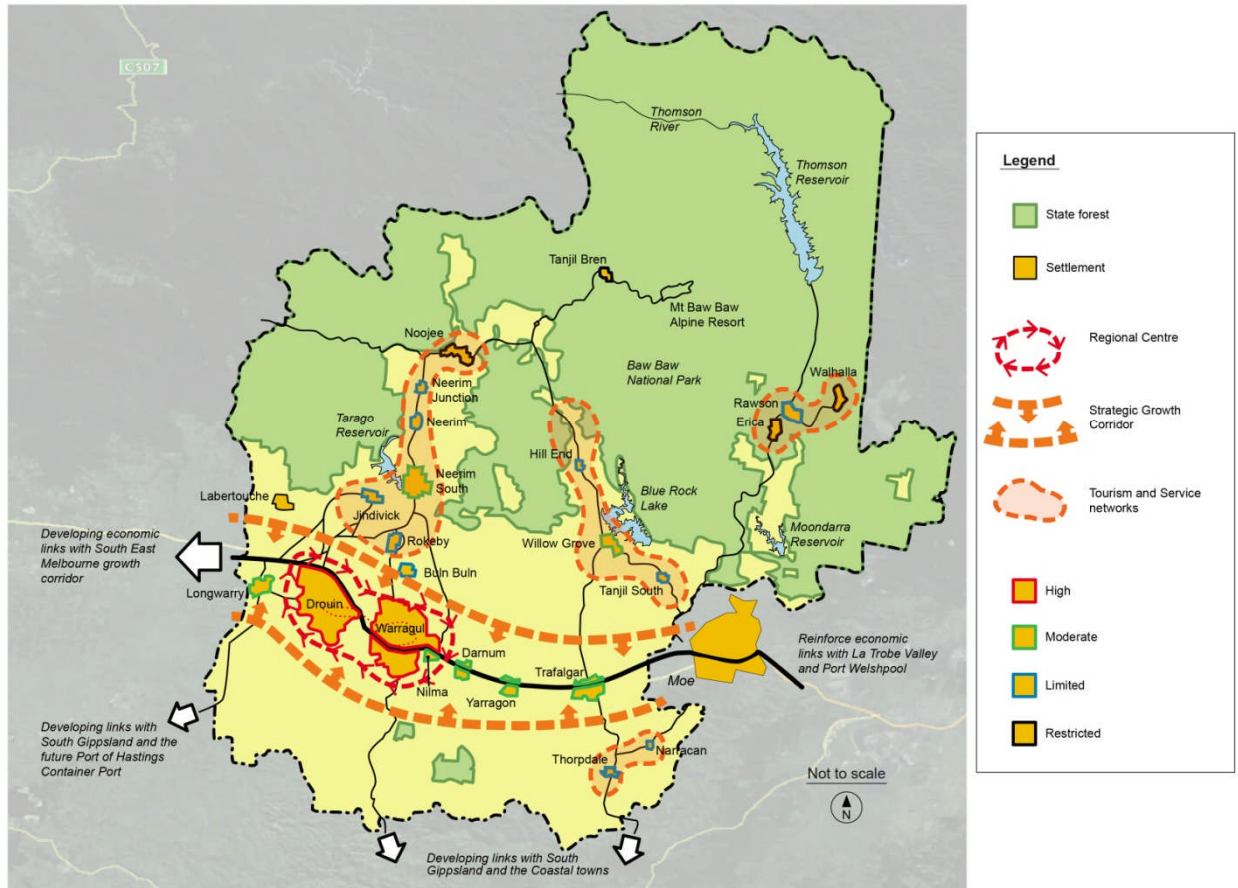 C507
Thomson
River
Thomson
Reservoir
Tanjil Bren
Mt Baw Baw
Alpine Resort
Noojee
Baw Baw
National Park
Walhalla
Neerim
Junction
Rawson
Erica
Tarago
Reservoir
Neerim
Hill End
Neerim
South
Labertouche
Jindivick
Blue Rock
Lake
Moondarra
Reservoir
Developing economic
links with South East
Melbourne growth
corridor
Rokeby
Willow Grove
Buln Buln
Tanjil South
Longwarry
Drouin
Warragul
Reinforce economic
links with La Trobe Valley
and Port Welshpool
Darnum
Trafalgar
Moe
Nilma
Yarragon
Developing links with
South Gippsland and the
future Port of Hastings
Container Port
Narracan
Thorpdale
Not to scale
N
Developing links with South
Gippsland and the Coastal towns
Legend
State forest
Settlement
Regional Centre
Strategic Growth
Corridor
Tourism and Service
networks
High
Moderate
Limited
Restricted